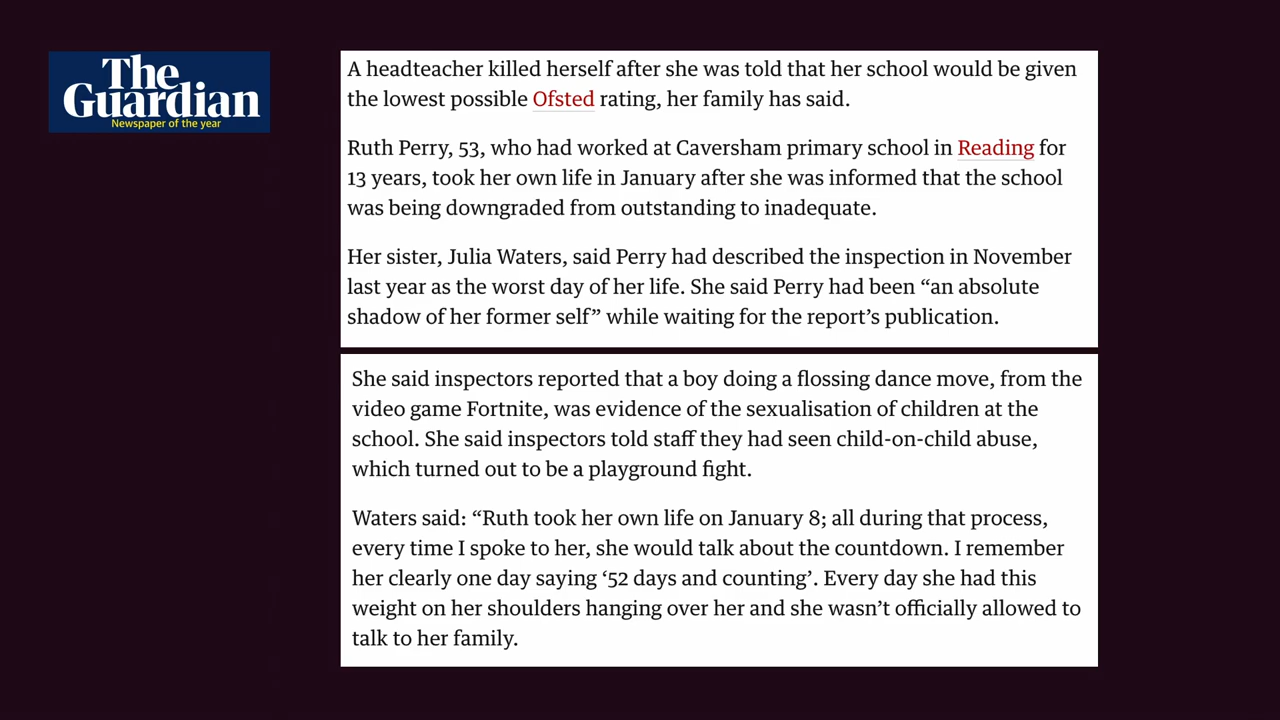 The
Guardian
Newspaper of the year
A headteacher killed herself after she was told that her school would be given
the lowest possible Ofsted rating, her family has said.
Ruth Perry, 53, who had worked at Caversham primary school in Reading for
13 years, took her own life in January after she was informed that the school
was being downgraded from outstanding to inadequate.
Her sister, Julia Waters, said Perry had described the inspection in November
last year as the worst day of her life. She said Perry had been “an absolute
shadow of her former self” while waiting for the report’s publication.
She said inspectors reported that a boy doing a flossing dance move, from the
video game Fortnite, was evidence of the sexualisation of children at the
school. She said inspectors told staff they had seen child-on-child abuse,
which turned out to be a playground fight.
Waters said: “Ruth took her own life on January 8; all during that process,
every time I spoke to her, she would talk about the countdown. I remember
her clearly one day saying ‘52 days and counting’. Every day she had this
weight on her shoulders hanging over her and she wasn’t officially allowed to
talk to her family.